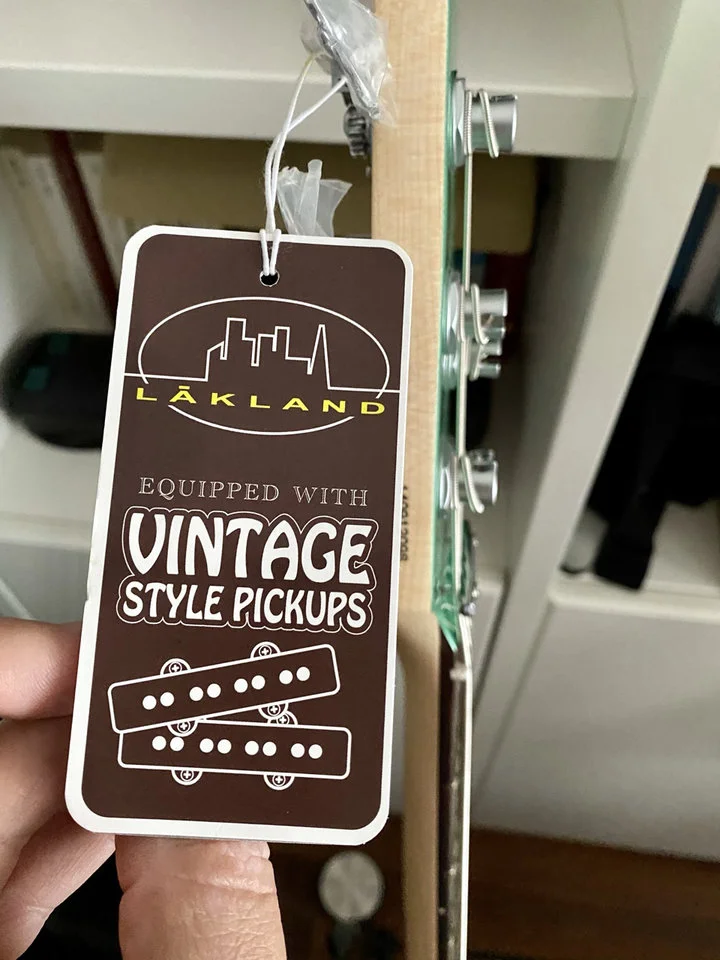 LĀKLAND
EQUIPPED WITH
VINTAGE
STYLE PICKUPS